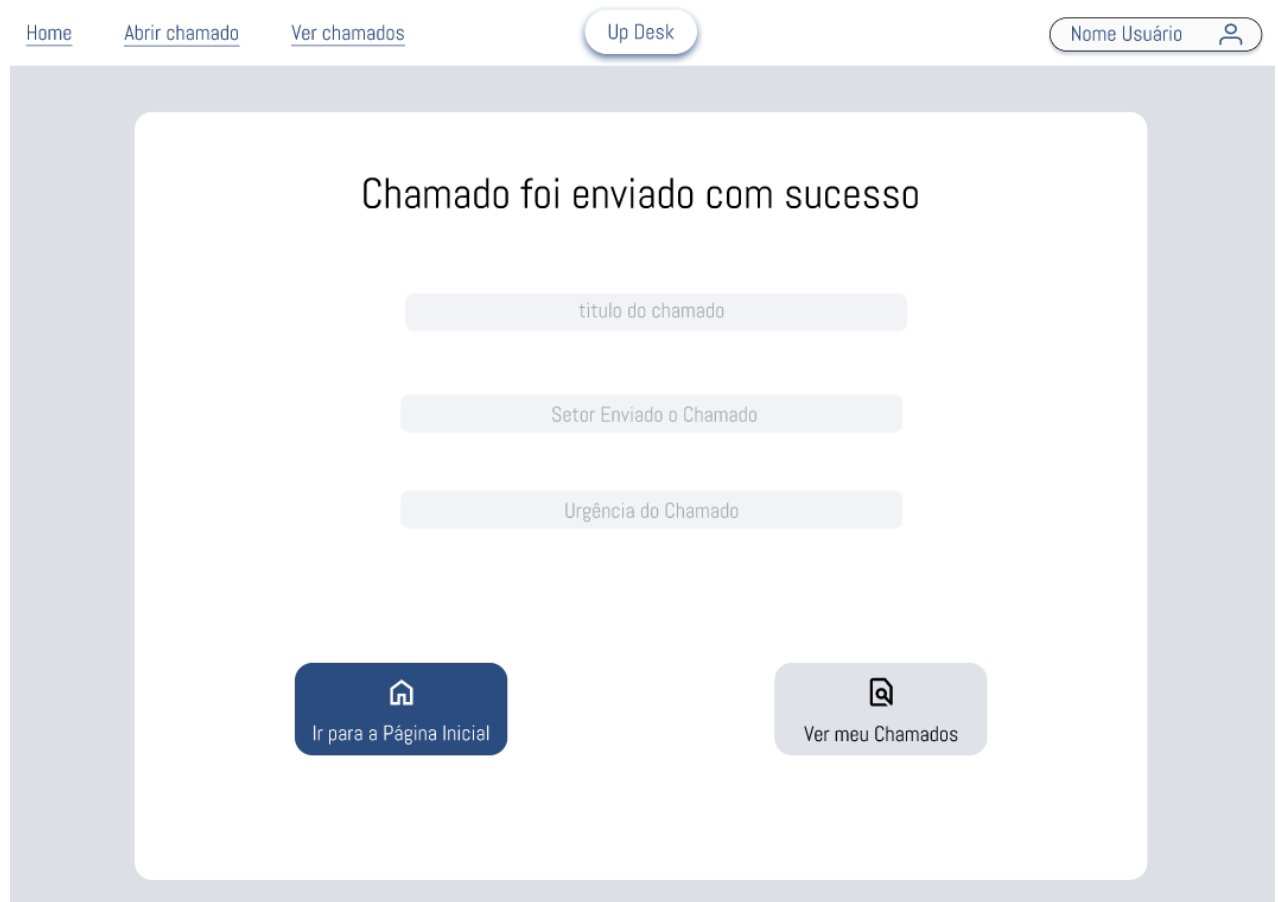 Home
Abrir chamado
Ver chamados
Up Desk
Nome Usuário
Chamado foi enviado com sucesso
titulo do chamado
Setor Enviado o Chamado
Urgência do Chamado
Ir para a Página Inicial
Ver meu Chamados